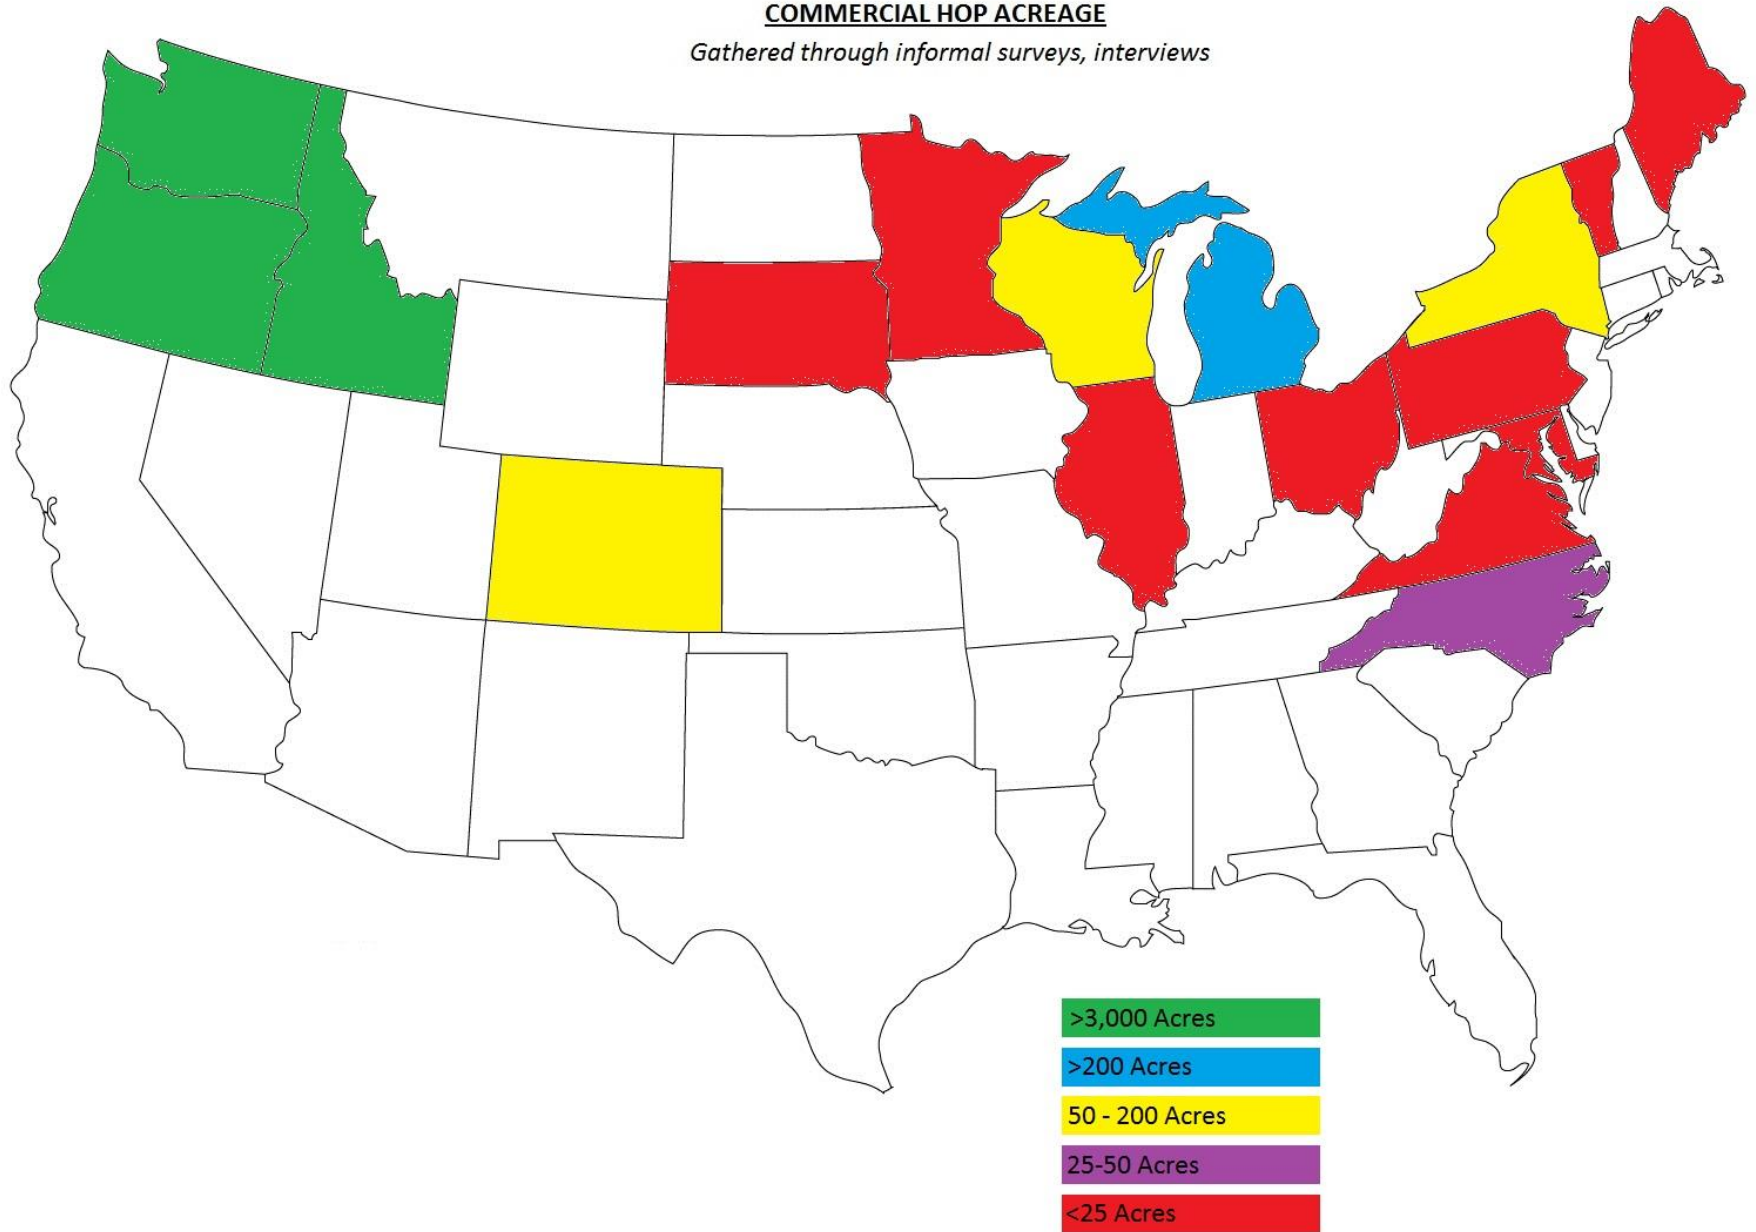 COMMERCIAL HOP ACREAGE
Gathered through informal surveys, interviews
>3,000 Acres
>200 Acres
50 - 200 Acres
25-50 Acres
<25 Acres